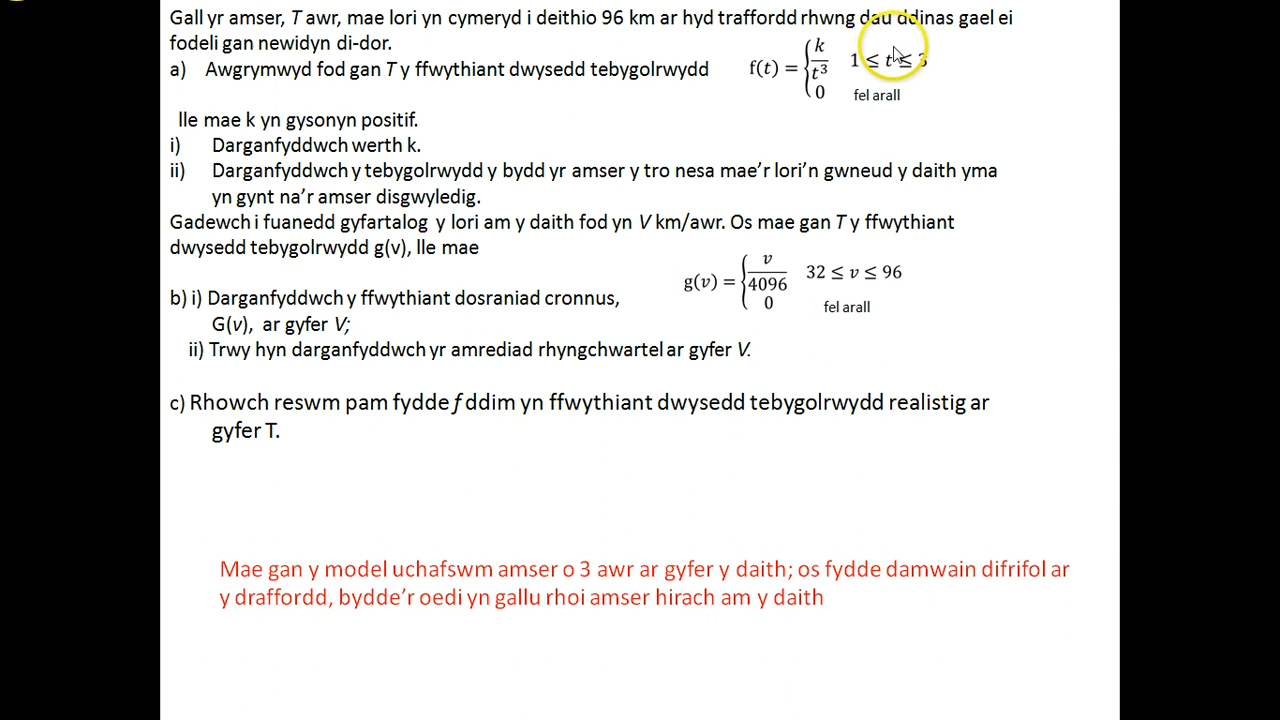 Gall yr amser, T awr, mae lori yn cymeryd i deithio 96 km ar hyd traffordd rhwng dau ddinas gael ei
fodeli gan newidyn di-dor.
a) Awgrymwyd fod gan T y ffwythiant dwysedd tebygolrwydd f(t) = { k/t³ 1 ≤ t ≤ 3
0 fel arall
lle mae k yn gysonyn positif.
i) Darganfyddwch werth k.
ii) Darganfyddwch y tebygolrwydd y bydd yr amser y tro nesa mae’r lori’n gwneud y daith yma
yn gynt na’r amser disgwyledig.
Gadewch i fuanedd gyfartalog y lori am y daith fod yn V km/awr. Os mae gan T y ffwythiant
dwysedd tebygolrwydd g(v), lle mae
g(v) = { v/4096 32 ≤ v ≤ 96
0 fel arall
b) i) Darganfyddwch y ffwythiant dosraniad cronnus,
G(v), ar gyfer V;
ii) Trwy hyn darganfyddwch yr amrediad rhyngchwartel ar gyfer V.
c) Rhowch reswm pam fydde f ddim yn ffwythiant dwysedd tebygolrwydd realistig ar
gyfer T.
Mae gan y model uchafswm amser o 3 awr ar gyfer y daith; os fydde damwain difrifol ar
y draffordd, bydde’r oedi yn gallu rhoi amser hirach am y daith